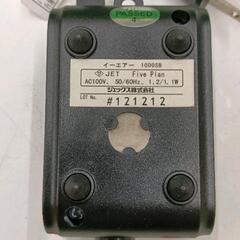 PASSED
4
イーエアー 1000SB
JET Five Plan
AC100V, 50/60Hz, 1.2/1.1W
ジェックス株式会社
LOT No. #121212